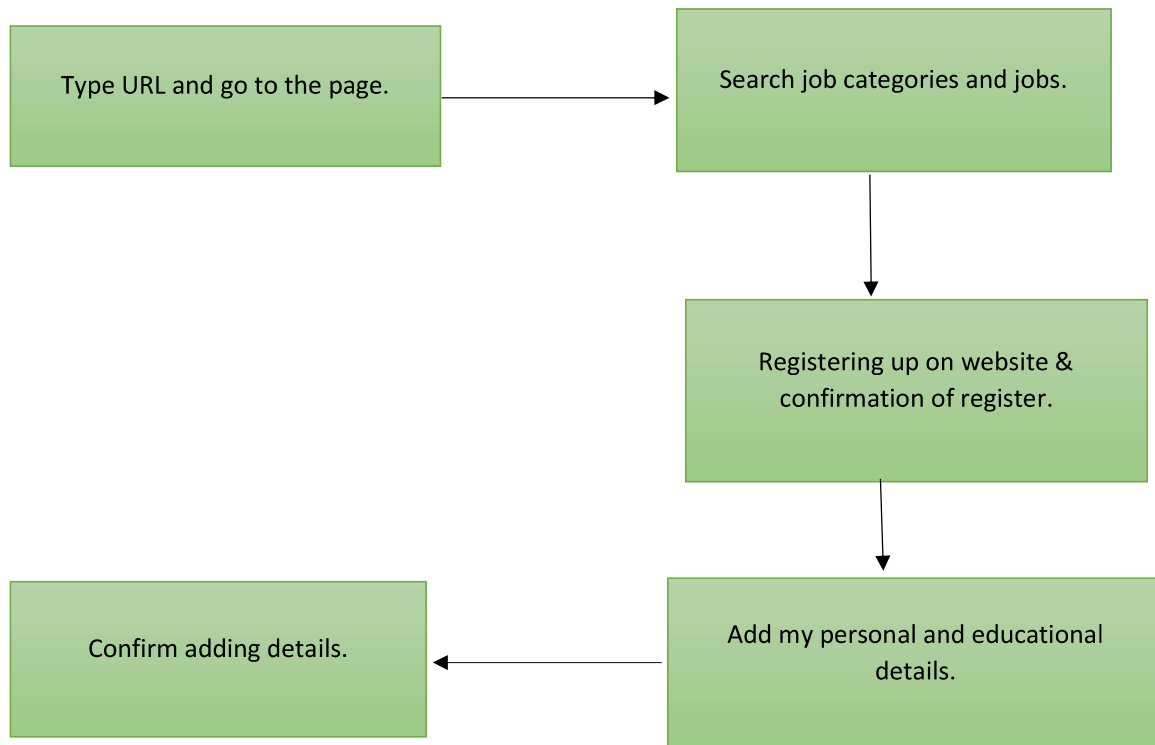 Type URL and go to the page.
Search job categories and jobs.
Registering up on website &
confirmation of register.
Add my personal and educational
details.
Confirm adding details.